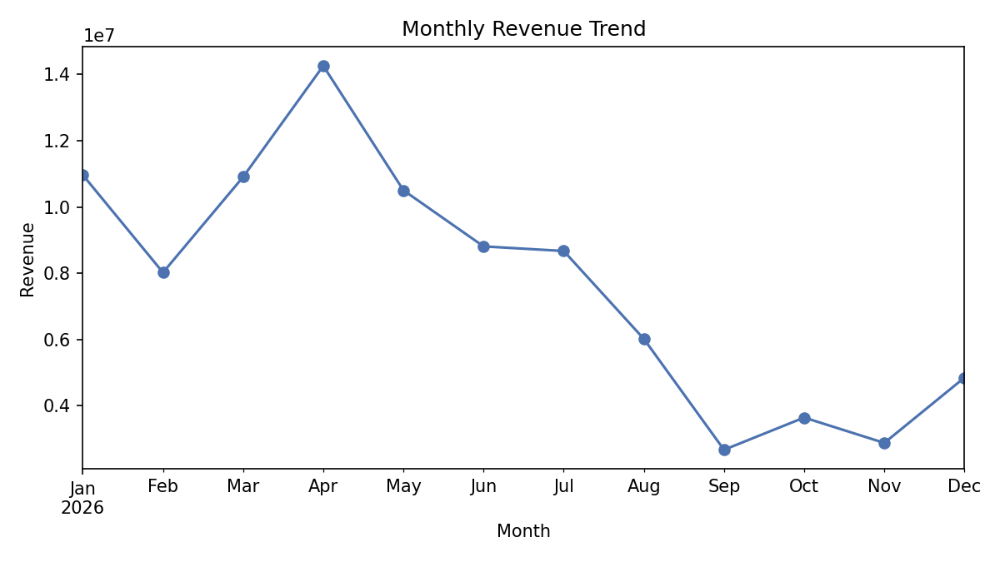 Monthly Revenue Trend
1e7
1.4
1.2
1.0
0.8
0.6
0.4
Revenue
Jan Feb Mar Apr May Jun Jul Aug Sep Oct Nov Dec
2026
Month